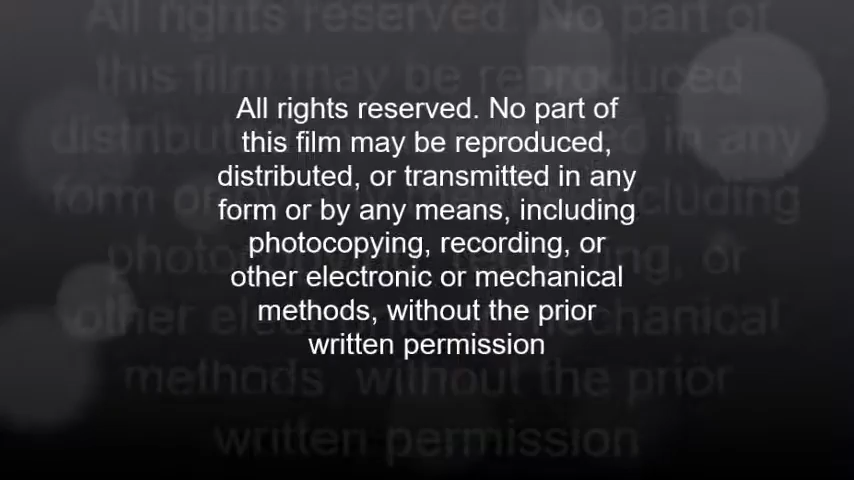 All rights reserved. No part of
this film may be reproduced,
distributed, or transmitted in any
form or by any means, including
photocopying, recording, or
other electronic or mechanical
methods, without the prior
written permission